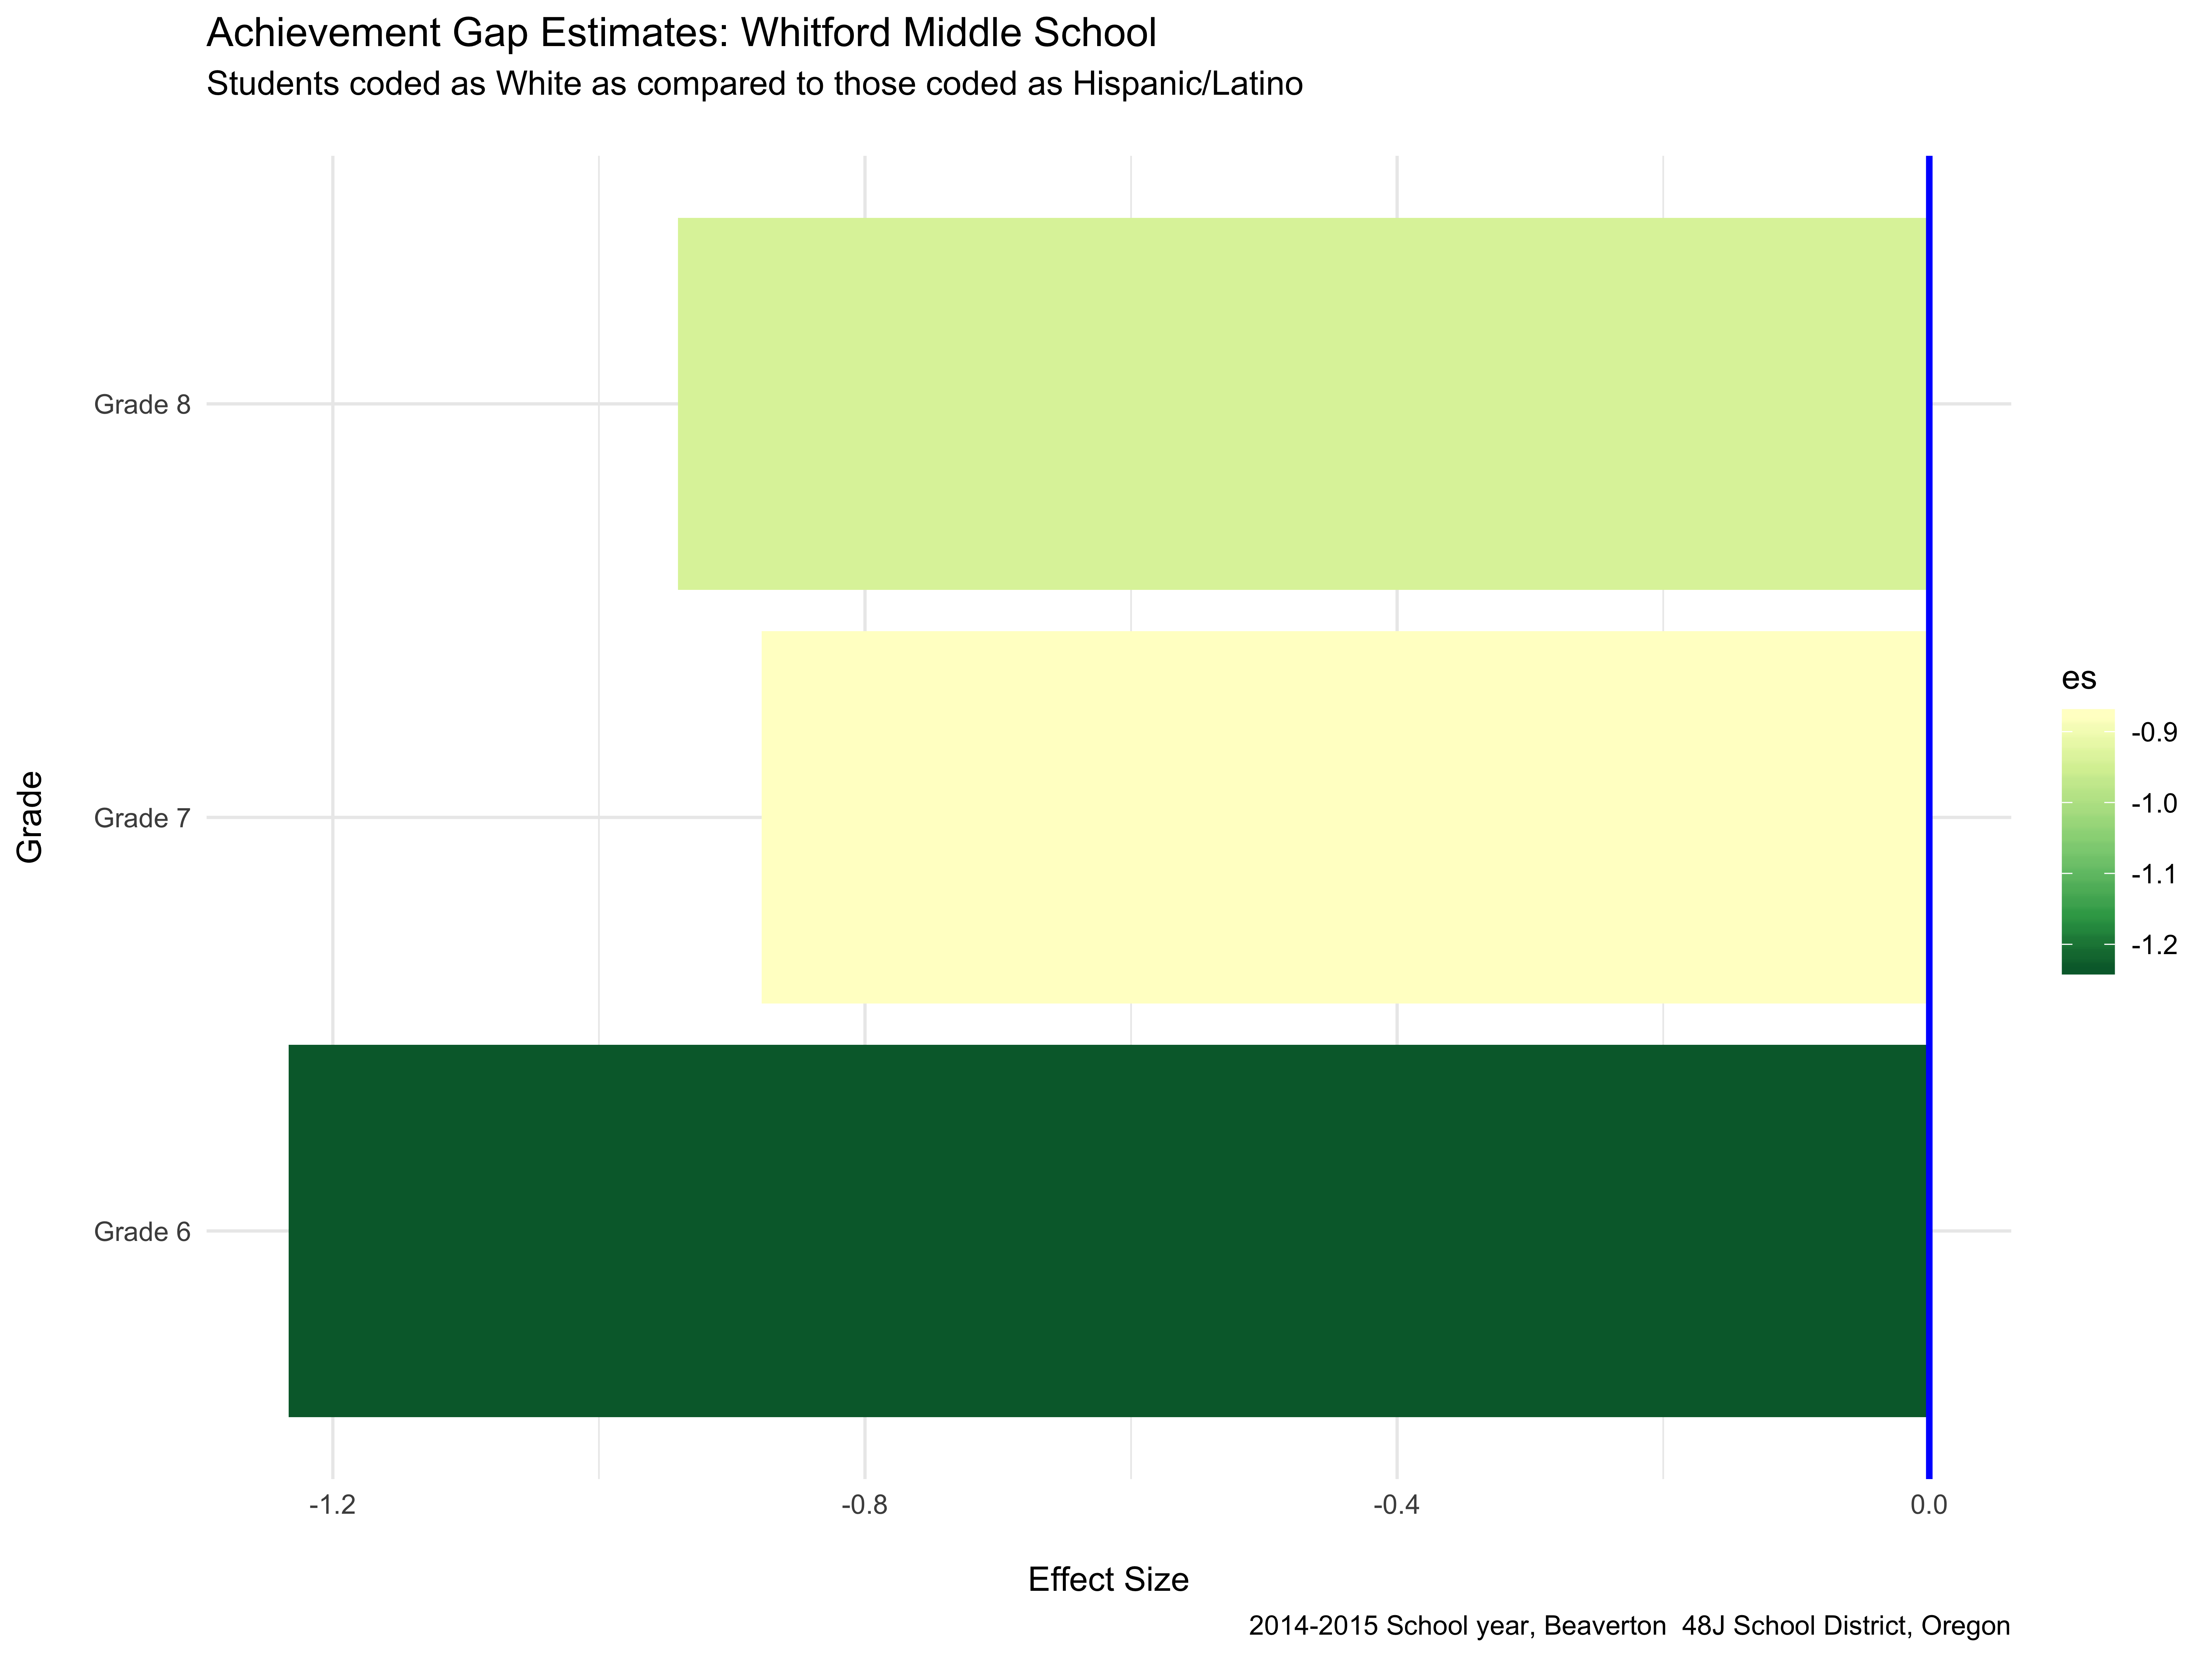 Achievement Gap Estimates: Whitford Middle School
Students coded as White as compared to those coded as Hispanic/Latino
Grade
Grade 8
Grade 7
Grade 6
-1.2
-0.8
-0.4
0.0
Effect Size
es
-0.9
-1.0
-1.1
-1.2
2014-2015 School year, Beaverton  48J School District, Oregon